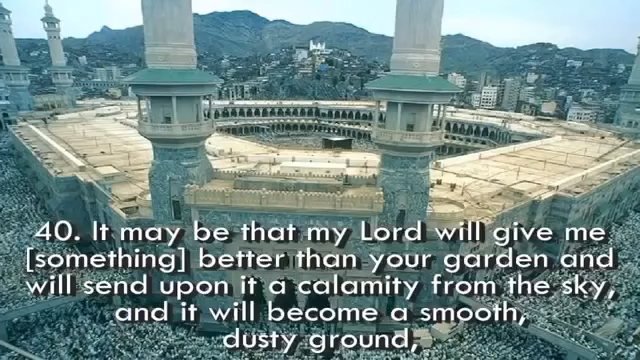 40. It may be that my Lord will give me
[something] better than your garden and
will send upon it a calamity from the sky,
and it will become a smooth,
dusty ground,